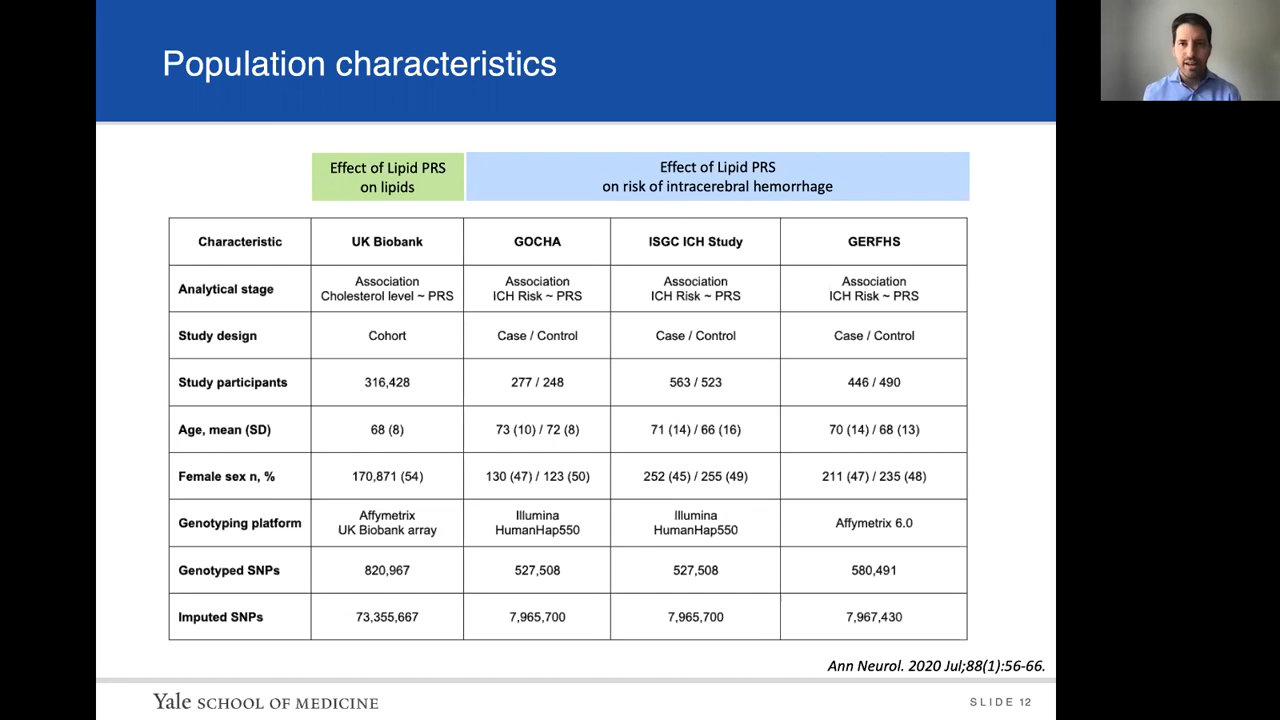 Population characteristics
Effect of Lipid PRS
on lipids
Effect of Lipid PRS
on risk of intracerebral hemorrhage
Characteristic UK Biobank GOCHA ISGC ICH Study GERFHS
Analytical stage
Association
Cholesterol level ~ PRS
Association
ICH Risk ~ PRS
Association
ICH Risk ~ PRS
Association
ICH Risk ~ PRS
Study design Cohort Case / Control Case / Control Case / Control
Study participants 316,428 277 / 248 563 / 523 446 / 490
Age, mean (SD) 68 (8) 73 (10) / 72 (8) 71 (14) / 66 (16) 70 (14) / 68 (13)
Female sex n, % 170,871 (54) 130 (47) / 123 (50) 252 (45) / 255 (49) 211 (47) / 235 (48)
Genotyping platform
Affymetrix
UK Biobank array
Illumina
HumanHap550
Illumina
HumanHap550
Affymetrix 6.0
Genotyped SNPs 820,967 527,508 527,508 580,491
Imputed SNPs 73,355,667 7,965,700 7,965,700 7,967,430
Ann Neurol. 2020 Jul;88(1):56-66.
Yale SCHOOL OF MEDICINE
SLIDE 12